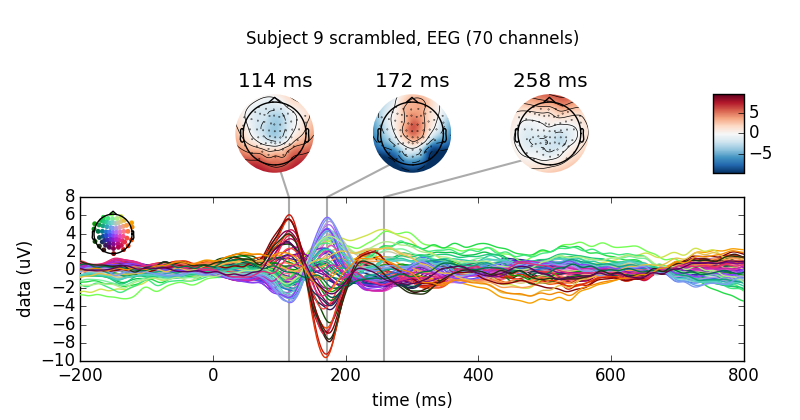 Subject 9 scrambled, EEG (70 channels)
114 ms 172 ms 258 ms
5
0
−5
8
6
4
2
0
−2
−4
−6
−8
−10
data (uV)
−200 0 200 400 600 800
time (ms)